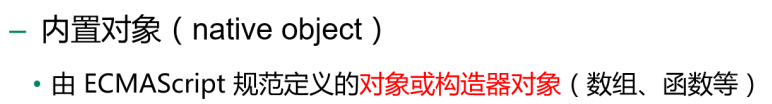 – 内置对象（native object）
• 由 ECMAScript 规范定义的对象或构造器对象（数组、函数等）